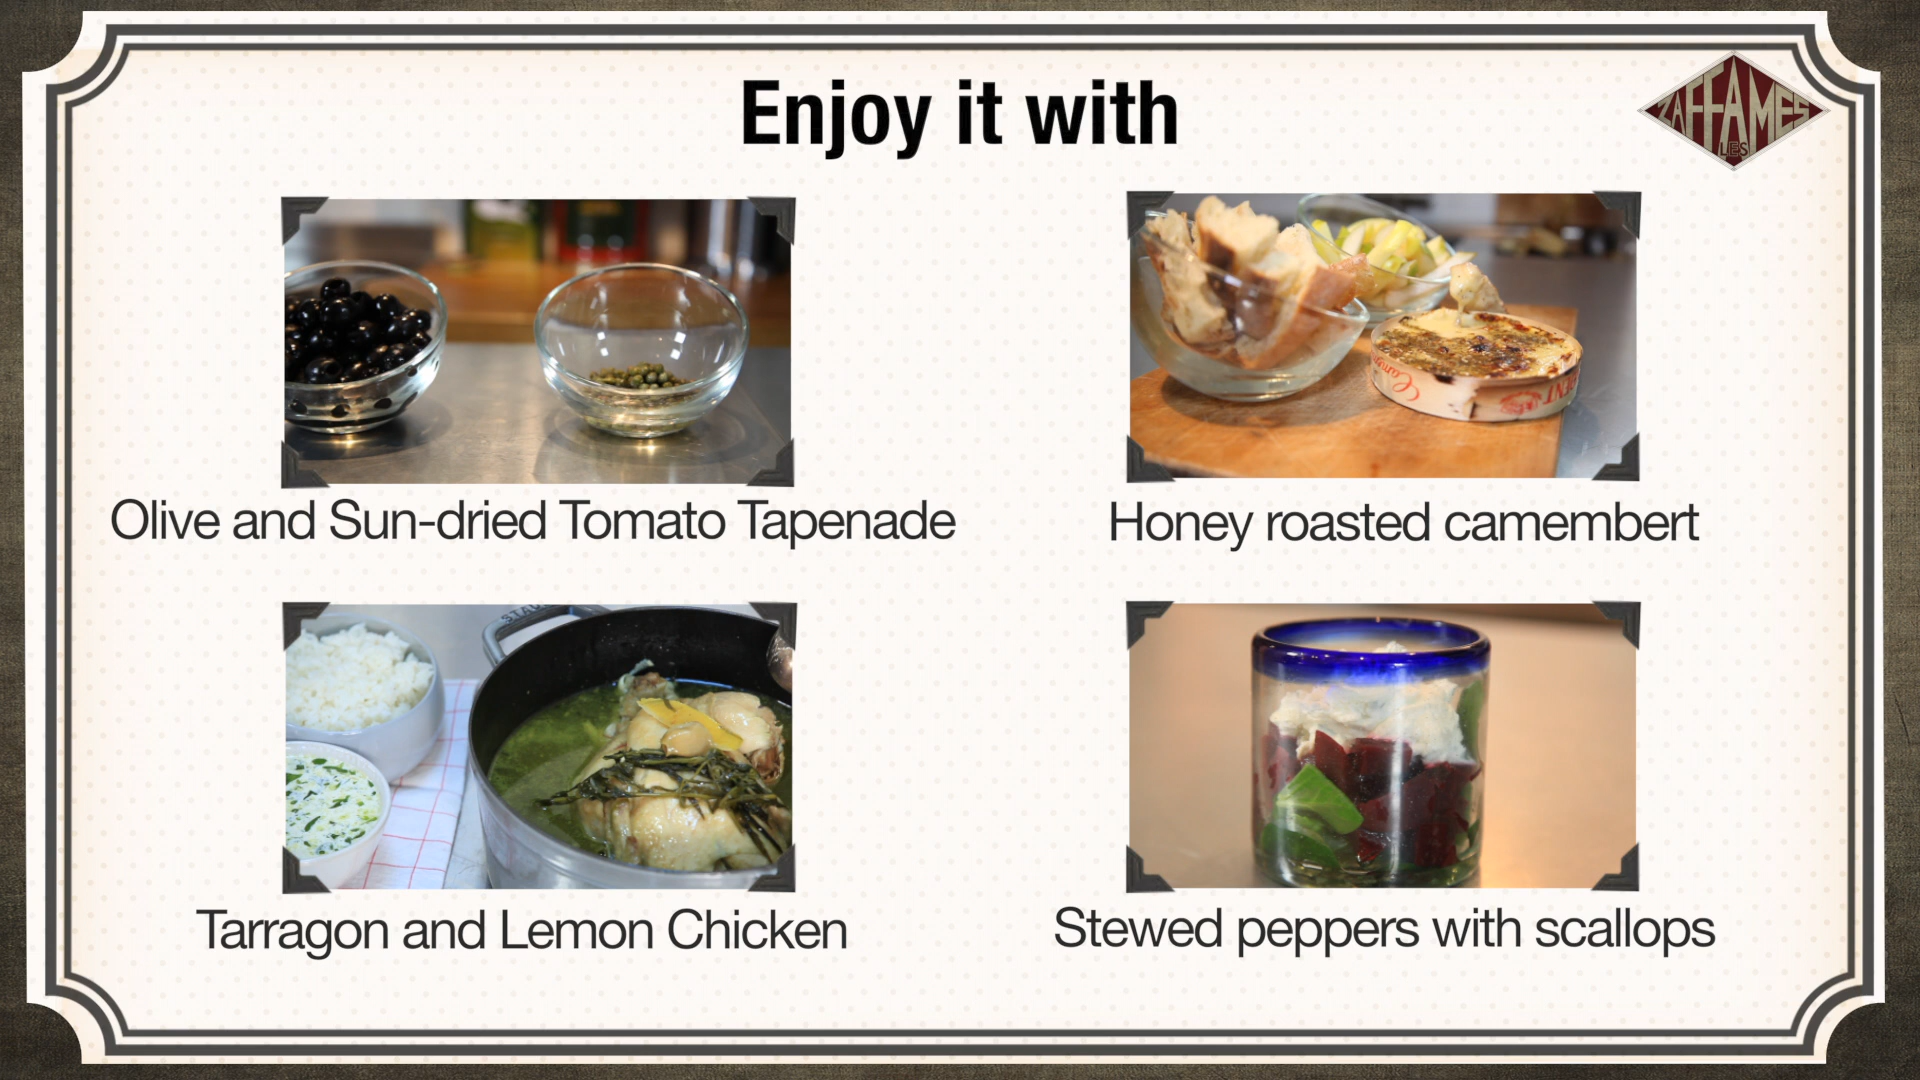 Enjoy it with
LES
ZAFFAMES
Olive and Sun-dried Tomato Tapenade
Honey roasted camembert
Tarragon and Lemon Chicken
Stewed peppers with scallops